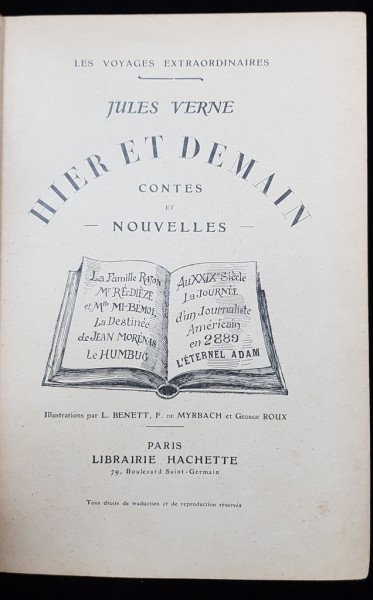 LES VOYAGES EXTRAORDINAIRES
JULES VERNE
HIER ET DEMAIN
CONTES
ET
— NOUVELLES —
La Famille RATON
Mr RÉ-DIÈZE
et Mlle MI-BÉMOL
La Destinée
de JEAN MORÉNAS
Le HUMBUG
Au XXIXe Siècle
La JOURNÉE
d'un Journaliste
Américain
en 2889
L'ÉTERNEL ADAM
Illustrations par L. BENETT, F. DE MYRBACH et GEORGE ROUX
PARIS
LIBRAIRIE HACHETTE
79, Boulevard Saint-Germain
Tous droits de traduction et de reproduction réservés